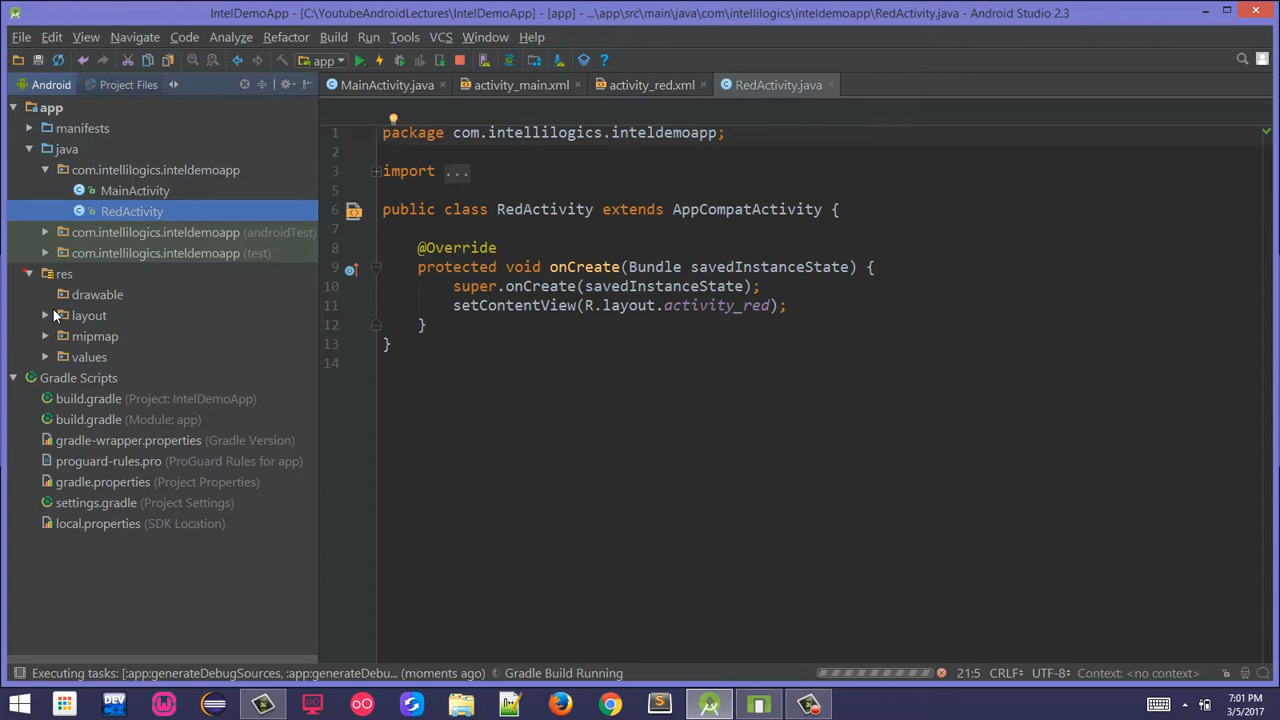 IntelDemoApp - [C:\YoutubeAndroidLectures\IntelDemoApp] - [app] - ...\app\src\main\java\com\intellilogics\inteldemoapp\RedActivity.java - Android Studio 2.3
File Edit View Navigate Code Analyze Refactor Build Run Tools VCS Window Help
app
Android Project Files MainActivity.java activity_main.xml activity_red.xml RedActivity.java
app
manifests
java
com.intellilogics.inteldemoapp
MainActivity
RedActivity
com.intellilogics.inteldemoapp (androidTest)
com.intellilogics.inteldemoapp (test)
res
drawable
layout
mipmap
values
Gradle Scripts
build.gradle (Project: IntelDemoApp)
build.gradle (Module: app)
gradle-wrapper.properties (Gradle Version)
proguard-rules.pro (ProGuard Rules for app)
gradle.properties (Project Properties)
settings.gradle (Project Settings)
local.properties (SDK Location)
1 package com.intellilogics.inteldemoapp;
2
3 import ...
5
6 public class RedActivity extends AppCompatActivity {
7
8 @Override
9 protected void onCreate(Bundle savedInstanceState) {
10 super.onCreate(savedInstanceState);
11 setContentView(R.layout.activity_red);
12 }
13 }
14
Executing tasks: [:app:generateDebugSources, :app:generateDebu... (moments ago) Gradle Build Running 21:5 CRLF÷ UTF-8÷ Context: <no context>
DEV
7:01 PM
3/5/2017